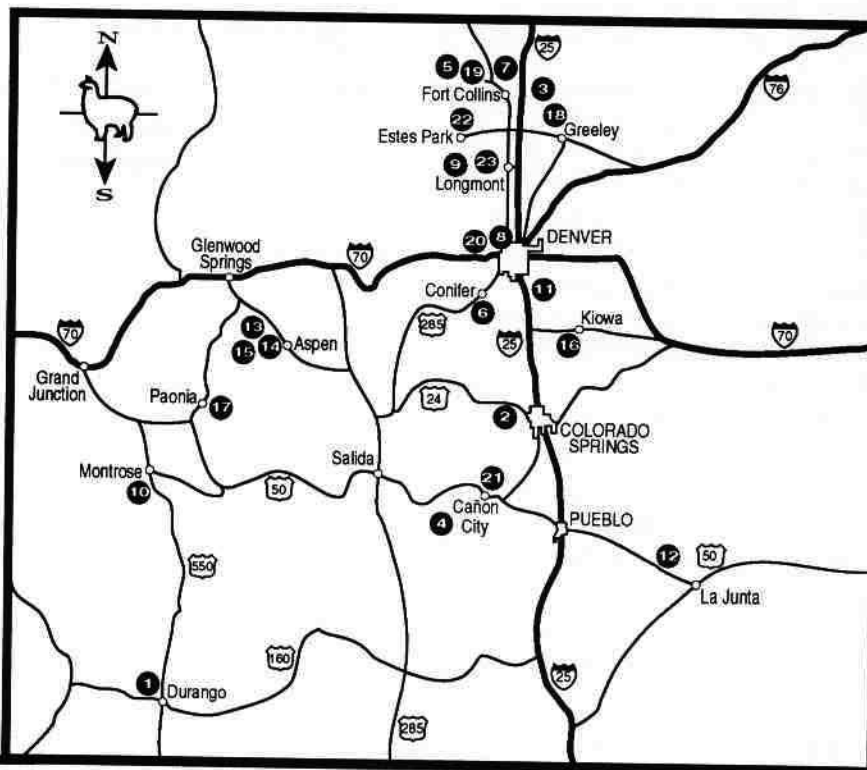 N
S
25
76
5
19
7
3
Fort Collins
18
22
Estes Park
Greeley
9
23
Longmont
20
8
DENVER
Glenwood
Springs
70
Conifer
6
11
285
25
Kiowa
16
70
70
13
15
14
Aspen
Grand
Junction
Paonia
17
24
2
COLORADO
SPRINGS
Montrose
10
Salida
50
21
Cañon
City
4
PUEBLO
12
50
La Junta
550
160
1
Durango
25
285